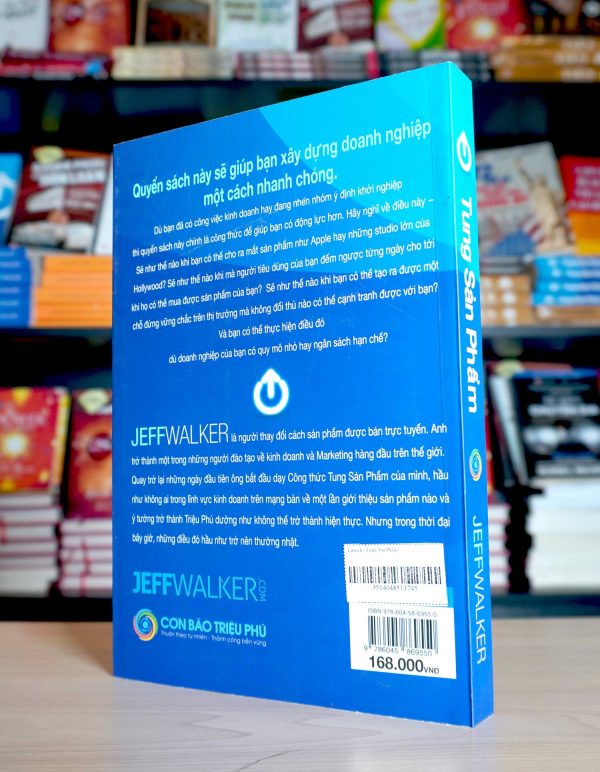 Quyển sách này sẽ giúp bạn xây dựng doanh nghiệp
một cách nhanh chóng.
Dù bạn đã có công việc kinh doanh hay đang nhen nhóm ý định khởi nghiệp
thì quyển sách này chính là công thức để giúp bạn có động lực hơn. Hãy nghĩ về điều này –
Sẽ như thế nào khi bạn có thể cho ra mắt sản phẩm như Apple hay những studio lớn của
Hollywood? Sẽ như thế nào khi mà người tiêu dùng của bạn đếm ngược từng ngày cho tới
khi họ có thể mua được sản phẩm của bạn? Sẽ như thế nào khi bạn có thể tạo ra được một
chỗ đứng vững chắc trên thị trường mà không đối thủ nào có thể cạnh tranh được với bạn?
Và bạn có thể thực hiện điều đó
dù doanh nghiệp của bạn có quy mô nhỏ hay ngân sách hạn chế?
JEFFWALKER là người thay đổi cách sản phẩm được bán trực tuyến. Anh
trở thành một trong những người đào tạo về kinh doanh và Marketing hàng đầu trên thế giới.
Quay trở lại những ngày đầu tiên ông bắt đầu dạy Công thức Tung Sản Phẩm của mình, hầu
như không ai trong lĩnh vực kinh doanh trên mạng bàn về một lần giới thiệu sản phẩm nào và
ý tưởng trở thành Triệu Phú dường như không thể trở thành hiện thực. Nhưng trong thời đại
bây giờ, những điều đó hầu như trở nên thường nhật.
JEFFWALKER.COM
CON BÃO TRIỆU PHÚ
Thuận theo tự nhiên - Thành công bền vững
Launch - Tung Sản Phẩm
3514048513745
ISBN 978-604-58-6955-0
9 786045 869550
168.000VNĐ
Tung Sản Phẩm
JEFFWALKER